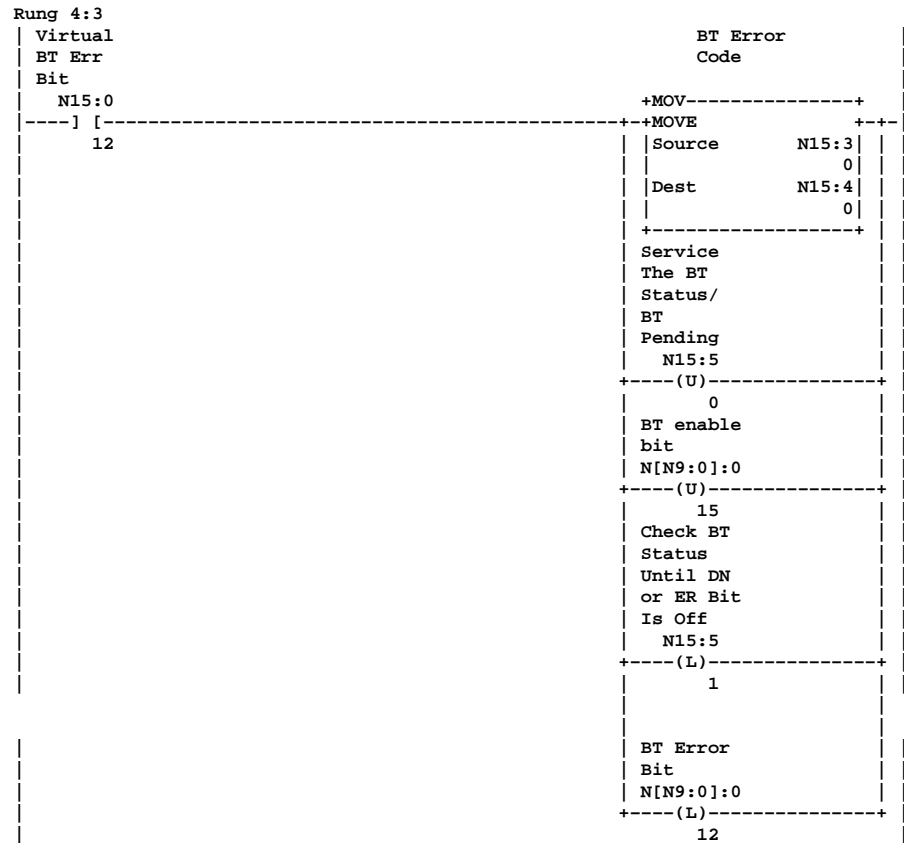 Rung 4:3
| Virtual                                                    BT Error        |
| BT Err                                                     Code            |
| Bit                                                                        |
|   N15:0                                               +MOV---------------+ |
|----] [----------------------------------------------+-+MOVE              +-+-|
|      12                                             | |Source       N15:3| | |
|                                                     | |                 0| | |
|                                                     | |Dest         N15:4| | |
|                                                     | |                 0| | |
|                                                     | +------------------+ | |
|                                                     | Service              | |
|                                                     | The BT               | |
|                                                     | Status/              | |
|                                                     | BT                   | |
|                                                     | Pending              | |
|                                                     |   N15:5              | |
|                                                     +----(U)---------------+ |
|                                                     |       0              | |
|                                                     | BT enable            | |
|                                                     | bit                  | |
|                                                     | N[N9:0]:0            | |
|                                                     +----(U)---------------+ |
|                                                     |      15              | |
|                                                     | Check BT             | |
|                                                     | Status               | |
|                                                     | Until DN             | |
|                                                     | or ER Bit            | |
|                                                     | Is Off               | |
|                                                     |   N15:5              | |
|                                                     +----(L)---------------+ |
|                                                     |       1              | |
|                                                     | BT Error             | |
|                                                     | Bit                  | |
|                                                     | N[N9:0]:0            | |
|                                                     +----(L)---------------+ |
|                                                            12                |